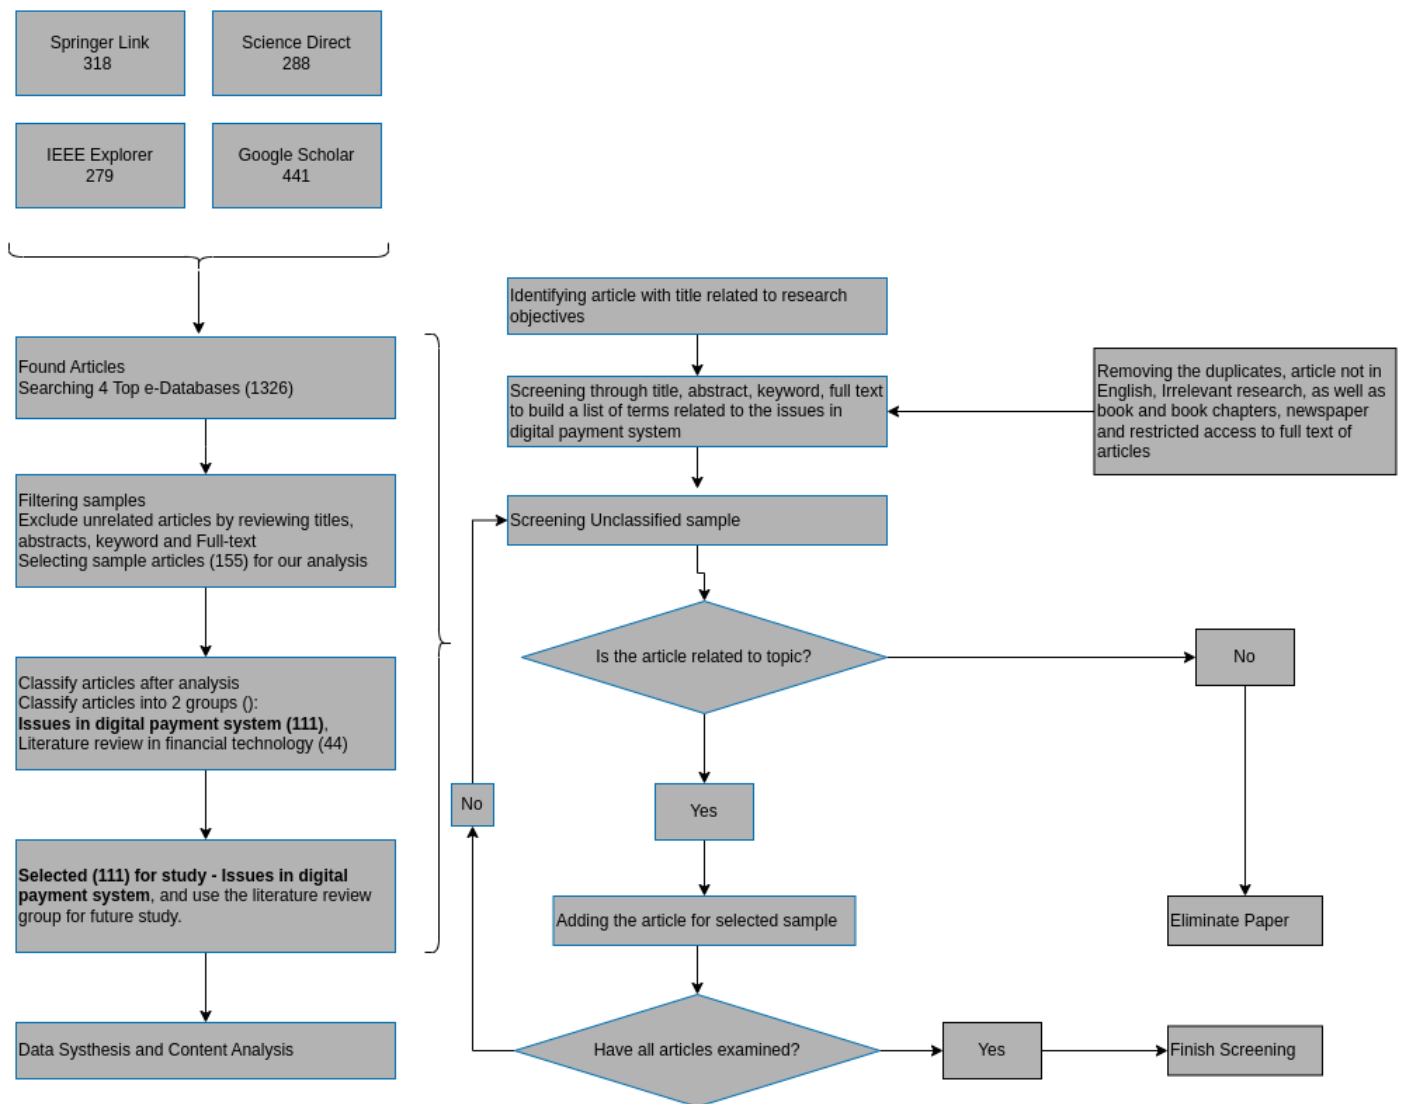 Springer Link
318
Science Direct
288
IEEE Explorer
279
Google Scholar
441
Found Articles
Searching 4 Top e-Databases (1326)
Filtering samples
Exclude unrelated articles by reviewing titles,
abstracts, keyword and Full-text
Selecting sample articles (155) for our analysis
Classify articles after analysis
Classify articles into 2 groups ():
Issues in digital payment system (111),
Literature review in financial technology (44)
Selected (111) for study - Issues in digital
payment system, and use the literature review
group for future study.
Data Systhesis and Content Analysis
Identifying article with title related to research
objectives
Screening through title, abstract, keyword, full text
to build a list of terms related to the issues in
digital payment system
Removing the duplicates, article not in
English, Irrelevant research, as well as
book and book chapters, newspaper
and restricted access to full text of
articles
Screening Unclassified sample
Is the article related to topic?
No
Yes
No
Adding the article for selected sample
Eliminate Paper
Have all articles examined?
Yes
Finish Screening